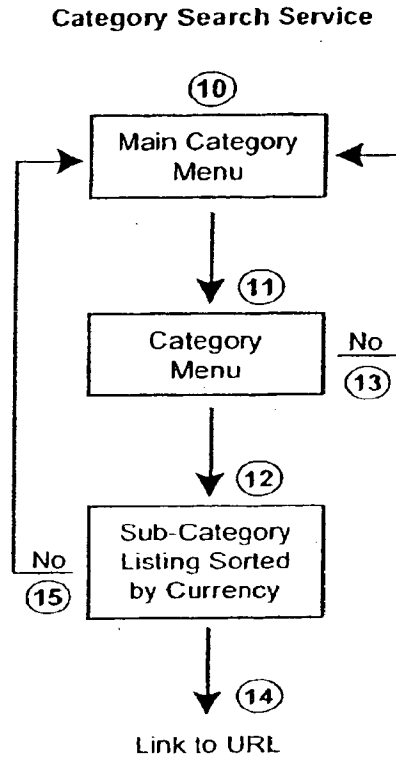 Category Search Service
10
Main Category
Menu
11
Category
Menu
No
13
12
Sub-Category
Listing Sorted
by Currency
No
15
14
Link to URL